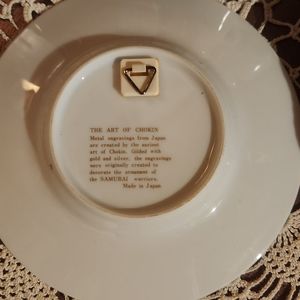 THE ART OF CHOKIN
Metal engravings from Japan
are created by the ancient
art of Chokin. Gilded with
gold and silver, the engravings
were originally created to
decorate the armament of
the SAMURAI warriors.
Made in Japan